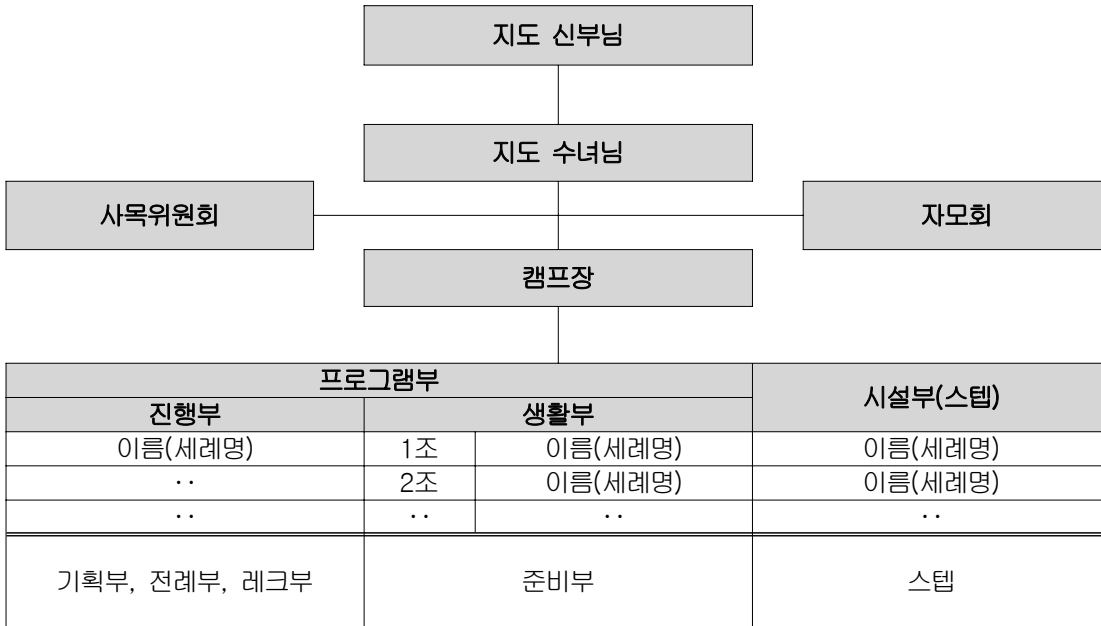 지도 신부님
지도 수녀님
사목위원회
자모회
캠프장
프로그램부
시설부(스텝)
진행부
생활부
이름(세례명) 1조 이름(세례명) 이름(세례명)
‥ 2조 이름(세례명) 이름(세례명)
‥ ‥ ‥ ‥
기획부, 전례부, 레크부 준비부 스텝